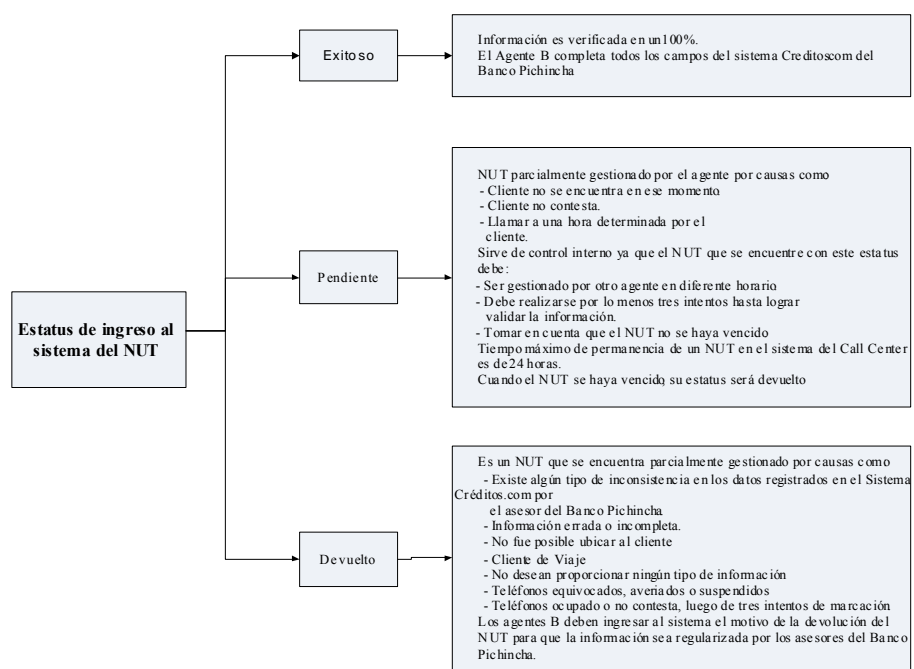 Estatus de ingreso al
sistema del NUT
Exitoso
Información es verificada en un100%.
El Agente B completa todos los campos del sistema Creditoscom del
Banco Pichincha
Pendiente
NUT parcialmente gestionado por el agente por causas como
- Cliente no se encuentra en ese momento.
- Cliente no contesta.
- Llamar a una hora determinada por el
cliente.
Sirve de control interno ya que el NUT que se encuentre con este estatus
debe:
- Ser gestionado por otro agente en diferente horario.
- Debe realizarse por lo menos tres intentos hasta lograr
validar la información.
- Tomar en cuenta que el NUT no se haya vencido
Tiempo máximo de permanencia de un NUT en el sistema del Call Center
es de 24 horas.
Cuando el NUT se haya vencido, su estatus será devuelto
Devuelto
Es un NUT que se encuentra parcialmente gestionado por causas como
- Existe algún tipo de inconsistencia en los datos registrados en el Sistema
Créditos.com por
el asesor del Banco Pichincha
- Información errada o incompleta.
- No fue posible ubicar al cliente
- Cliente de Viaje
- No desean proporcionar ningún tipo de información
- Teléfonos equivocados, averiados o suspendidos
- Teléfonos ocupado o no contesta, luego de tres intentos de marcación
Los agentes B deben ingresar al sistema el motivo de la devolución del
NUT para que la información sea regularizada por los asesores del Banco
Pichincha.